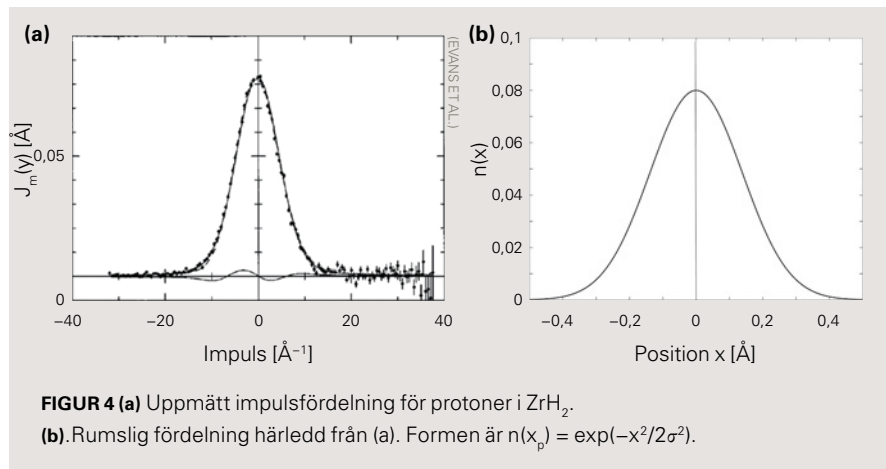 (a)
J_m(y) [Å]
0,05
0
−40
−20
0
20
40
Impuls [Å⁻¹]
(EVANS ET AL.)
(b)
n(x)
0,1
0,08
0,06
0,04
0,02
0
−0,4
−0,2
0
0,2
0,4
Position x [Å]
FIGUR 4 (a) Uppmätt impulsfördelning för protoner i ZrH₂.
(b).Rumslig fördelning härledd från (a). Formen är n(xₚ) = exp(−x²/2σ²).